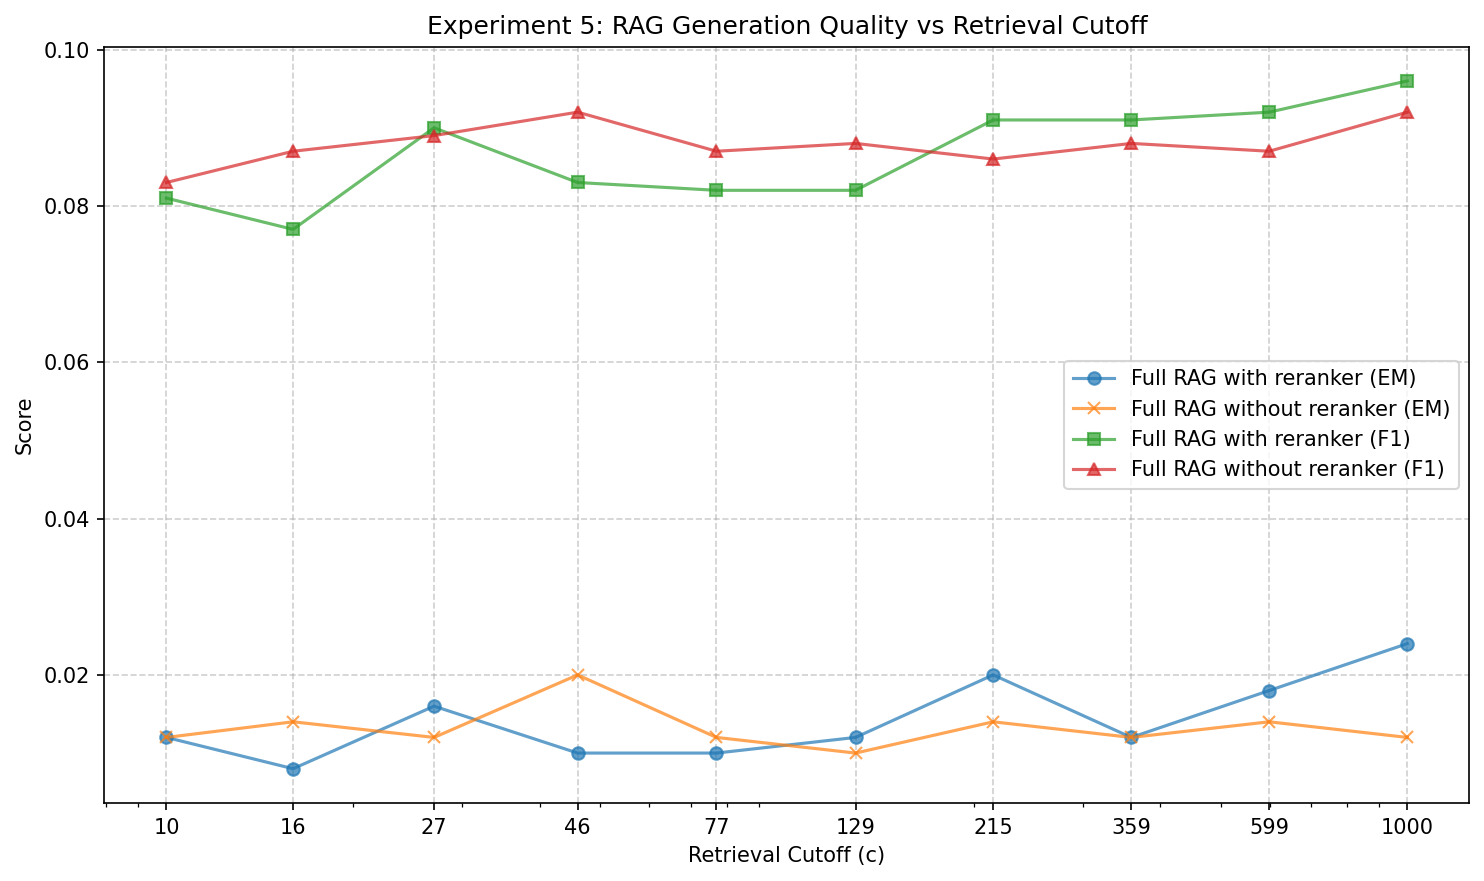 Experiment 5: RAG Generation Quality vs Retrieval Cutoff
Score
0.10
0.08
0.06
0.04
0.02
Full RAG with reranker (EM)
Full RAG without reranker (EM)
Full RAG with reranker (F1)
Full RAG without reranker (F1)
10 16 27 46 77 129 215 359 599 1000
Retrieval Cutoff (c)